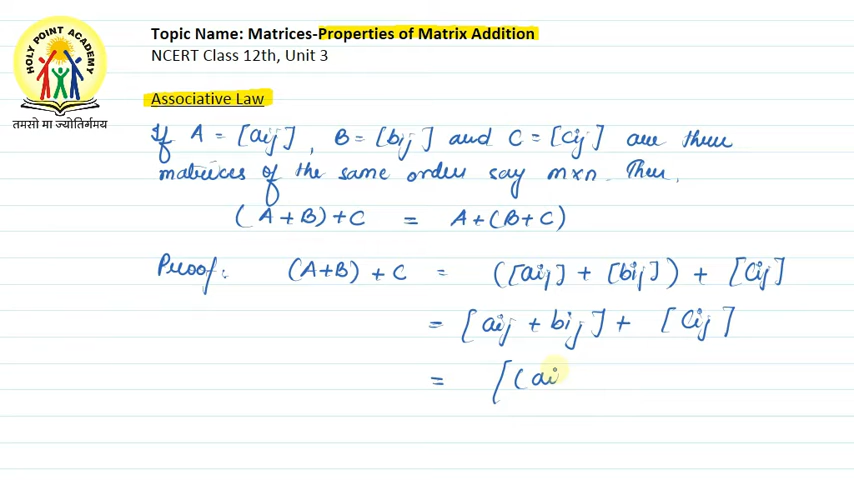 HOLY POINT ACADEMY
तमसो मा ज्योतिर्गमय
Topic Name: Matrices-Properties of Matrix Addition
NCERT Class 12th, Unit 3
Associative Law
If A = [aij], B = [bij] and C = [Cij] are three
matrices of the same order say m×n. Then,
(A+B)+C = A+(B+C)
Proof: (A+B)+C = ([aij] + [bij]) + [Cij]
= [aij + bij] + [Cij]
= [(ai